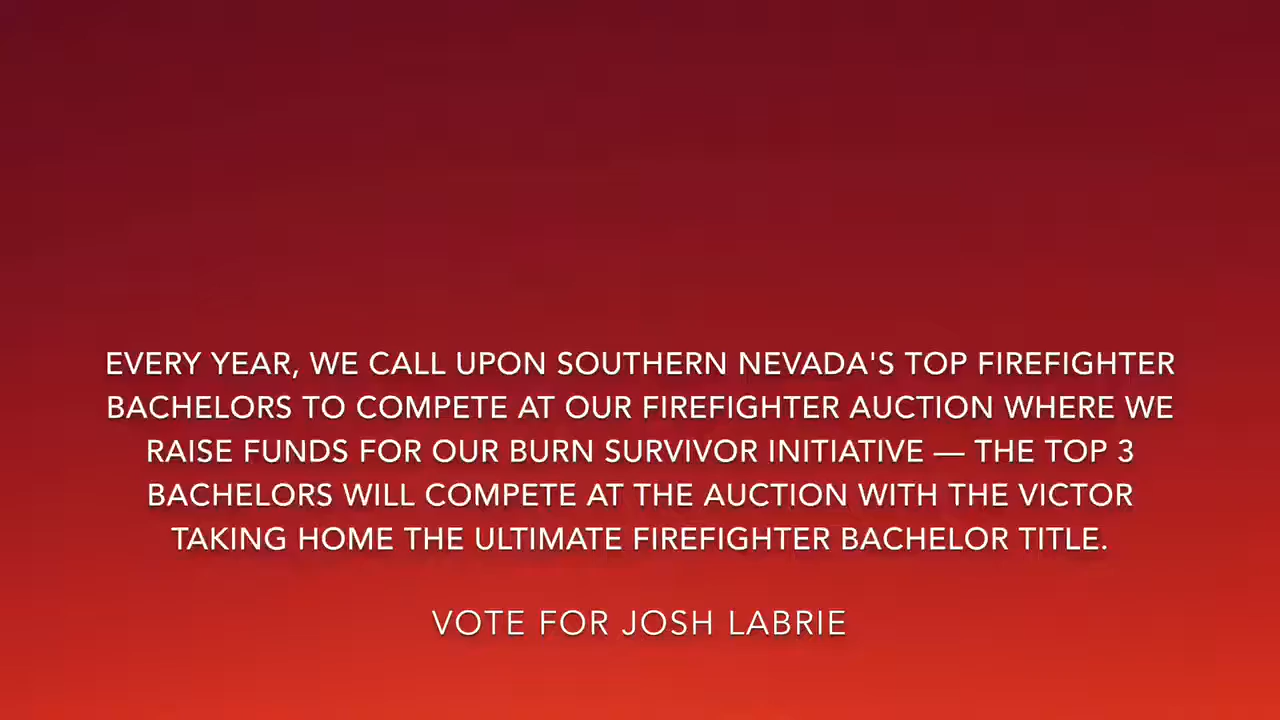 EVERY YEAR, WE CALL UPON SOUTHERN NEVADA'S TOP FIREFIGHTER
BACHELORS TO COMPETE AT OUR FIREFIGHTER AUCTION WHERE WE
RAISE FUNDS FOR OUR BURN SURVIVOR INITIATIVE — THE TOP 3
BACHELORS WILL COMPETE AT THE AUCTION WITH THE VICTOR
TAKING HOME THE ULTIMATE FIREFIGHTER BACHELOR TITLE.
VOTE FOR JOSH LABRIE